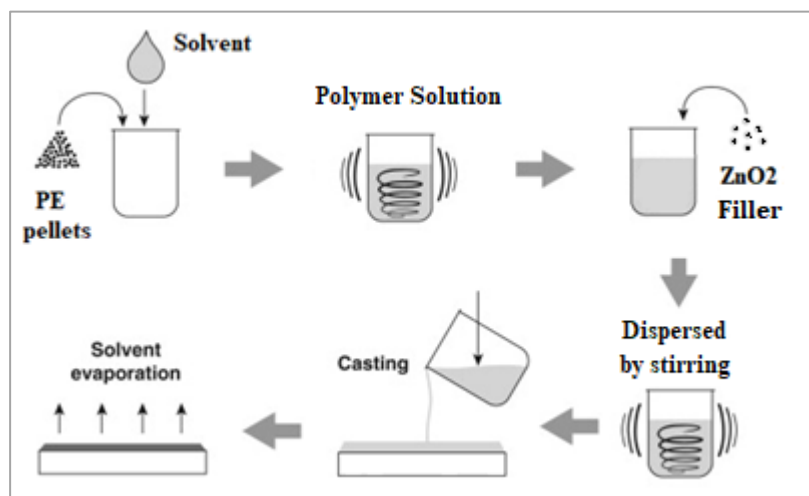 Solvent
PE
pellets
Polymer Solution
ZnO2
Filler
Dispersed
by stirring
Casting
Solvent
evaporation